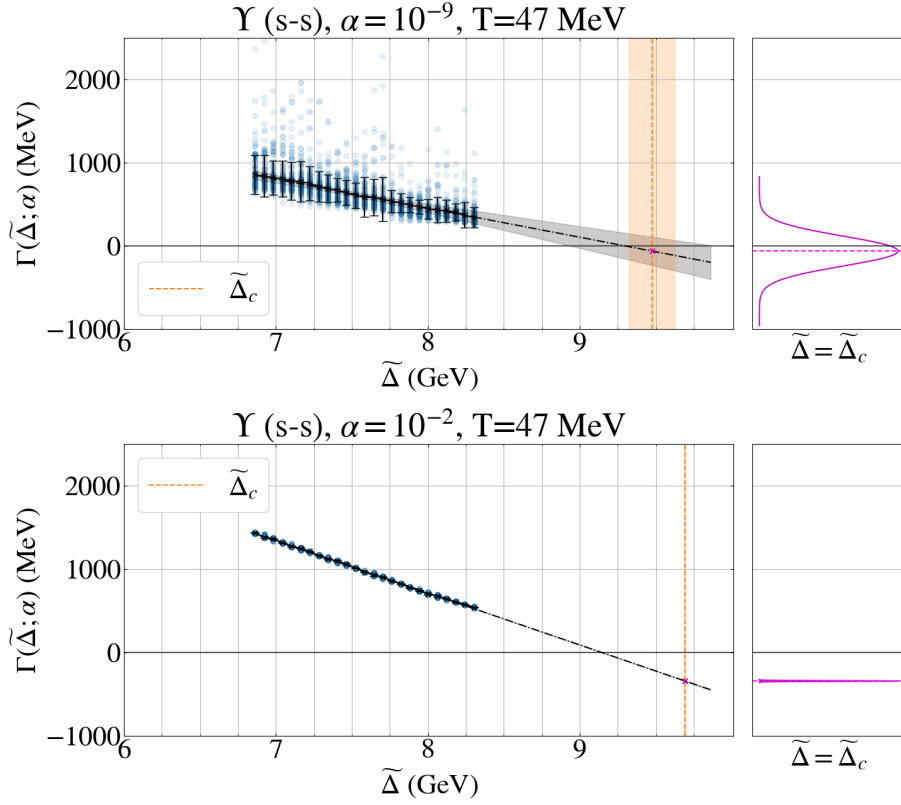 ϒ (s-s), α = 10⁻⁹, T=47 MeV
Γ(Δ̃;α) (MeV)
2000
1000
0
−1000
Δ̃_c
6
7
8
9
Δ̃ (GeV)
Δ̃ = Δ̃_c
ϒ (s-s), α = 10⁻², T=47 MeV
Γ(Δ̃;α) (MeV)
2000
1000
0
−1000
Δ̃_c
6
7
8
9
Δ̃ (GeV)
Δ̃ = Δ̃_c